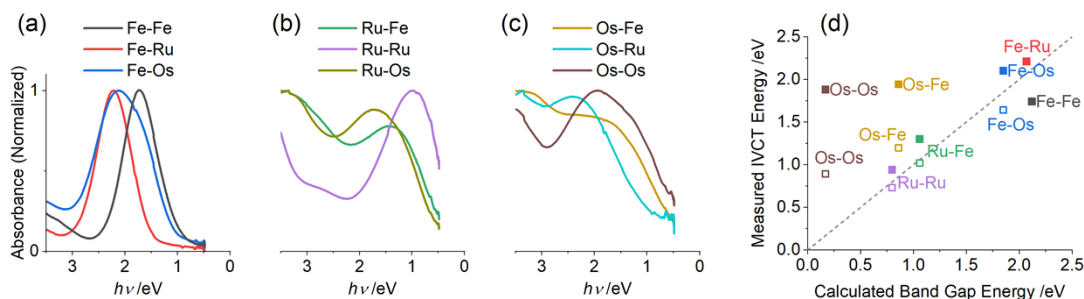 (a)
Fe–Fe
Fe–Ru
Fe–Os
Absorbance (Normalized)
1
0
3
2
1
0
hν /eV
(b)
Ru–Fe
Ru–Ru
Ru–Os
3
2
1
0
hν /eV
(c)
Os–Fe
Os–Ru
Os–Os
3
2
1
0
hν /eV
(d)
Measured IVCT Energy /eV
2.5
2.0
1.5
1.0
0.5
0.0
Fe–Ru
Os–Os
Os–Fe
Fe–Os
Fe–Fe
Fe–Os
Os–Fe
Ru–Fe
Os–Os
Ru–Ru
0.0
0.5
1.0
1.5
2.0
2.5
Calculated Band Gap Energy /eV